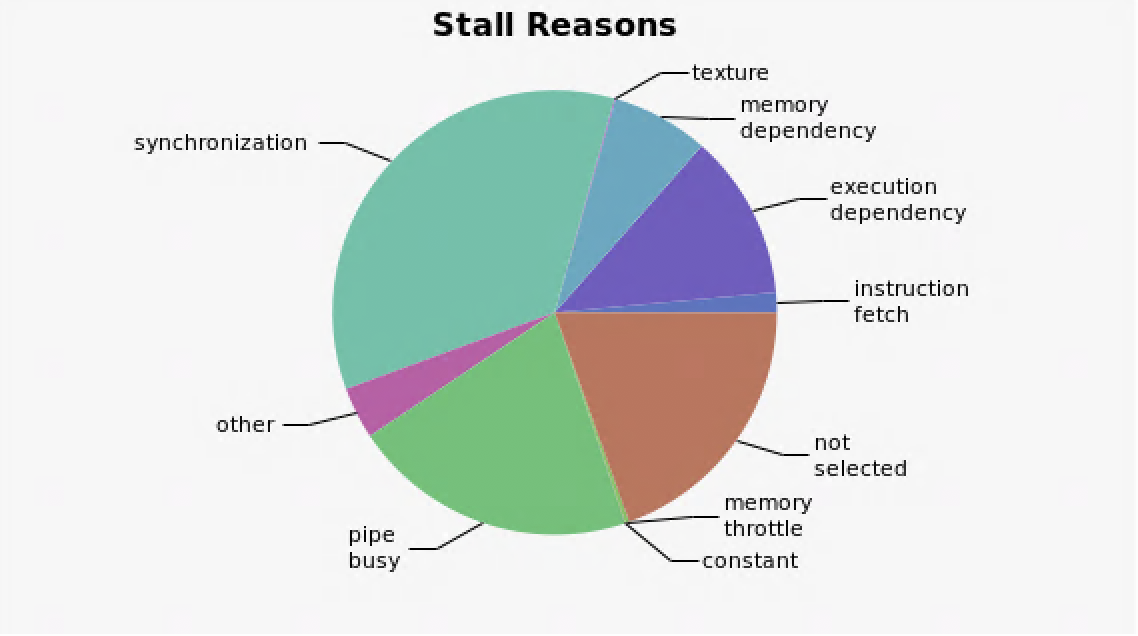 Stall Reasons
texture
memory
dependency
synchronization
execution
dependency
instruction
fetch
other
not
selected
memory
throttle
pipe
busy
constant